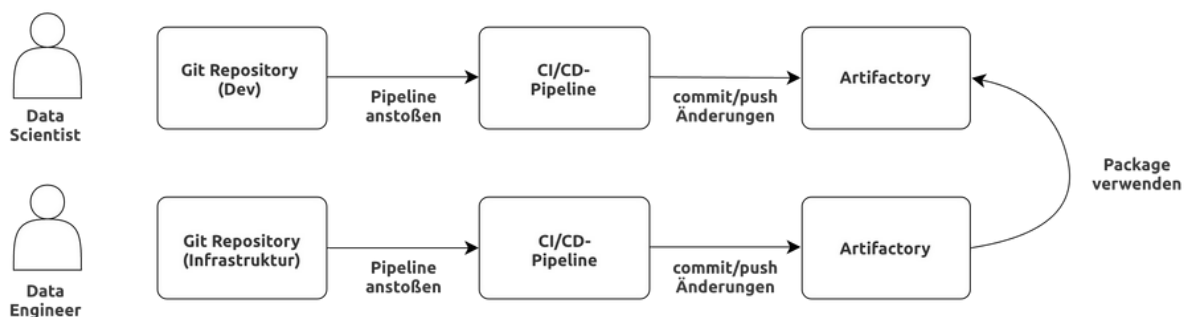 Data
Scientist
Git Repository
(Dev)
Pipeline
anstoßen
CI/CD-
Pipeline
commit/push
Änderungen
Artifactory
Package
verwenden
Data
Engineer
Git Repository
(Infrastruktur)
Pipeline
anstoßen
CI/CD-
Pipeline
commit/push
Änderungen
Artifactory